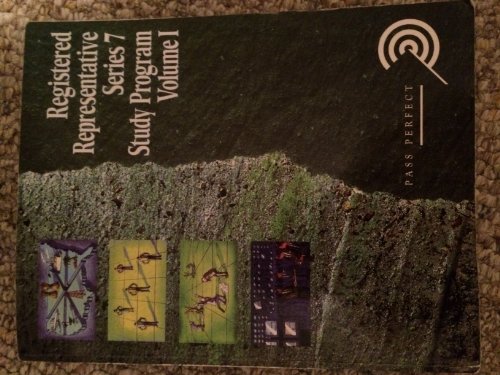 Registered
Representative
Series 7
Study Program
Volume I
PASS PERFECT